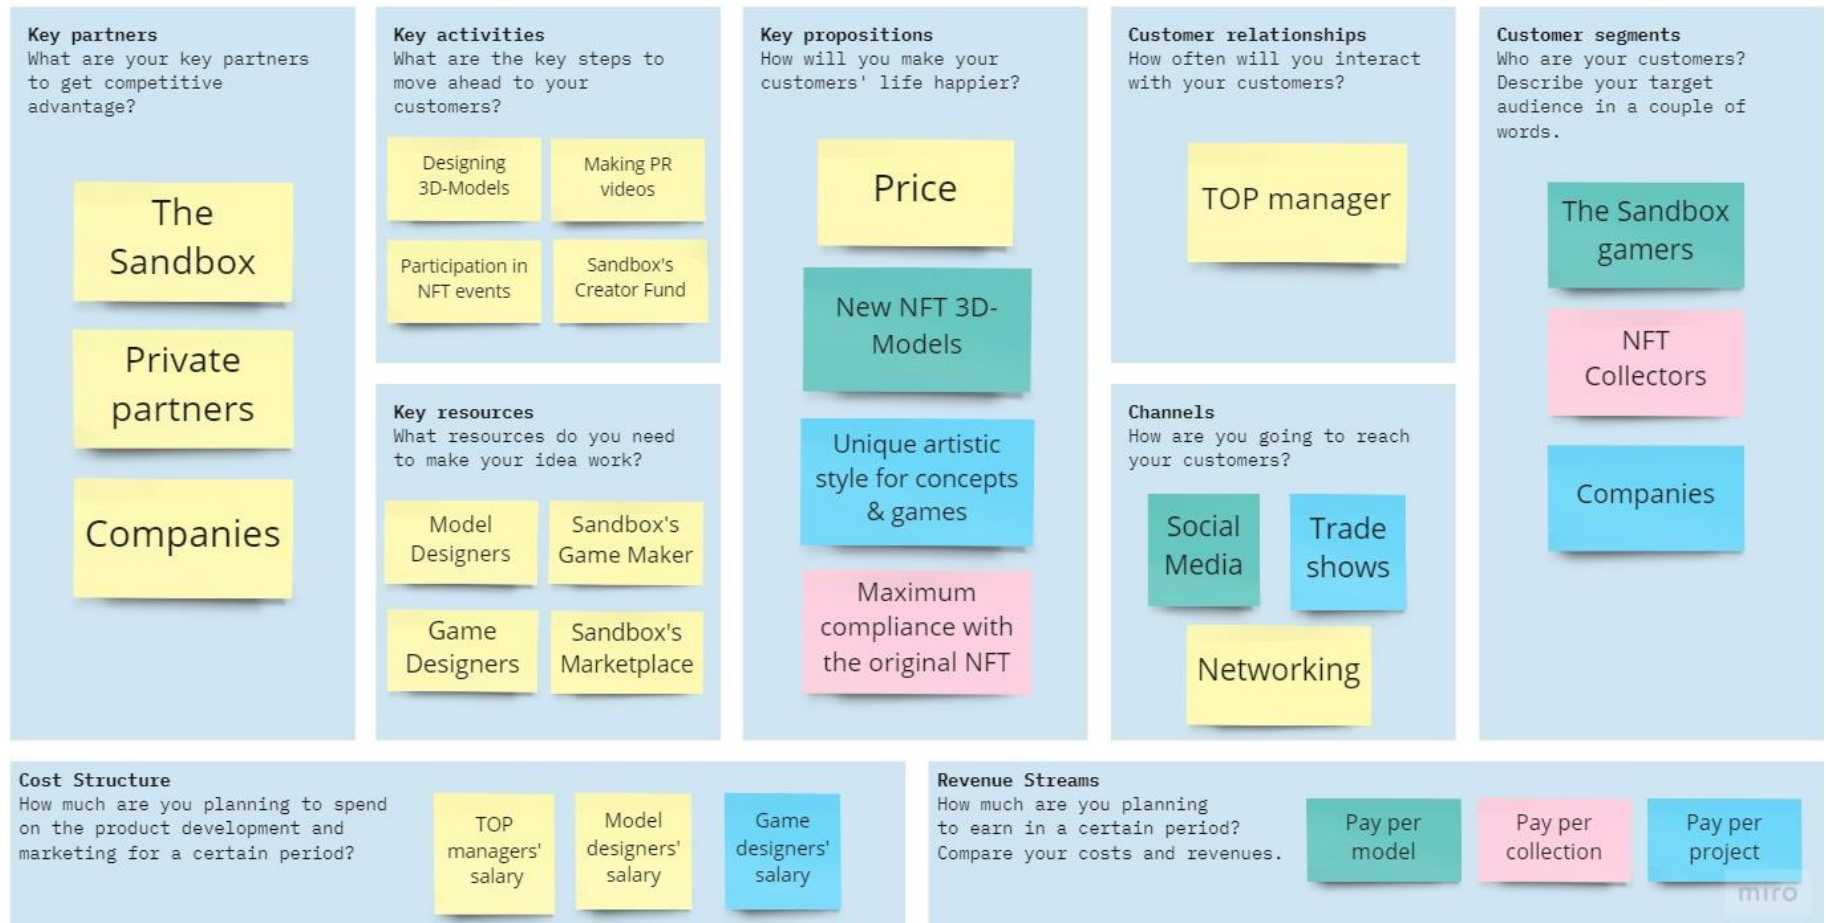 Key partners
What are your key partners
to get competitive
advantage?
The
Sandbox
Private
partners
Companies
Key activities
What are the key steps to
move ahead to your
customers?
Designing
3D-Models
Making PR
videos
Participation in
NFT events
Sandbox's
Creator Fund
Key resources
What resources do you need
to make your idea work?
Model
Designers
Sandbox's
Game Maker
Game
Designers
Sandbox's
Marketplace
Key propositions
How will you make your
customers' life happier?
Price
New NFT 3D-
Models
Unique artistic
style for concepts
& games
Maximum
compliance with
the original NFT
Customer relationships
How often will you interact
with your customers?
TOP manager
Channels
How are you going to reach
your customers?
Social
Media
Trade
shows
Networking
Customer segments
Who are your customers?
Describe your target
audience in a couple of
words.
The Sandbox
gamers
NFT
Collectors
Companies
Cost Structure
How much are you planning to spend
on the product development and
marketing for a certain period?
TOP
managers'
salary
Model
designers'
salary
Game
designers'
salary
Revenue Streams
How much are you planning
to earn in a certain period?
Compare your costs and revenues.
Pay per
model
Pay per
collection
Pay per
project
miro